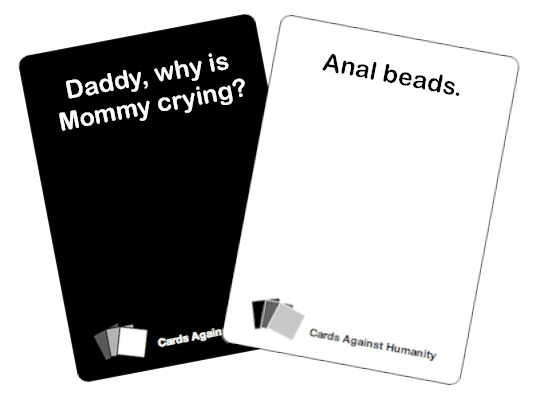 Daddy, why is
Mommy crying?
Cards Again
Anal beads.
Cards Against Humanity